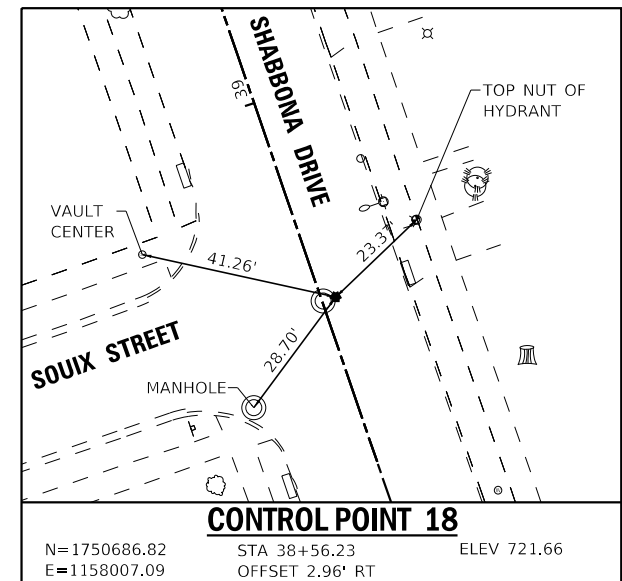 SHABBONA DRIVE
39
TOP NUT OF
HYDRANT
VAULT
CENTER
41.26'
23.37'
SOUIX STREET
28.70'
MANHOLE
CONTROL POINT 18
N=1750686.82
STA 38+56.23
ELEV 721.66
E=1158007.09
OFFSET 2.96' RT